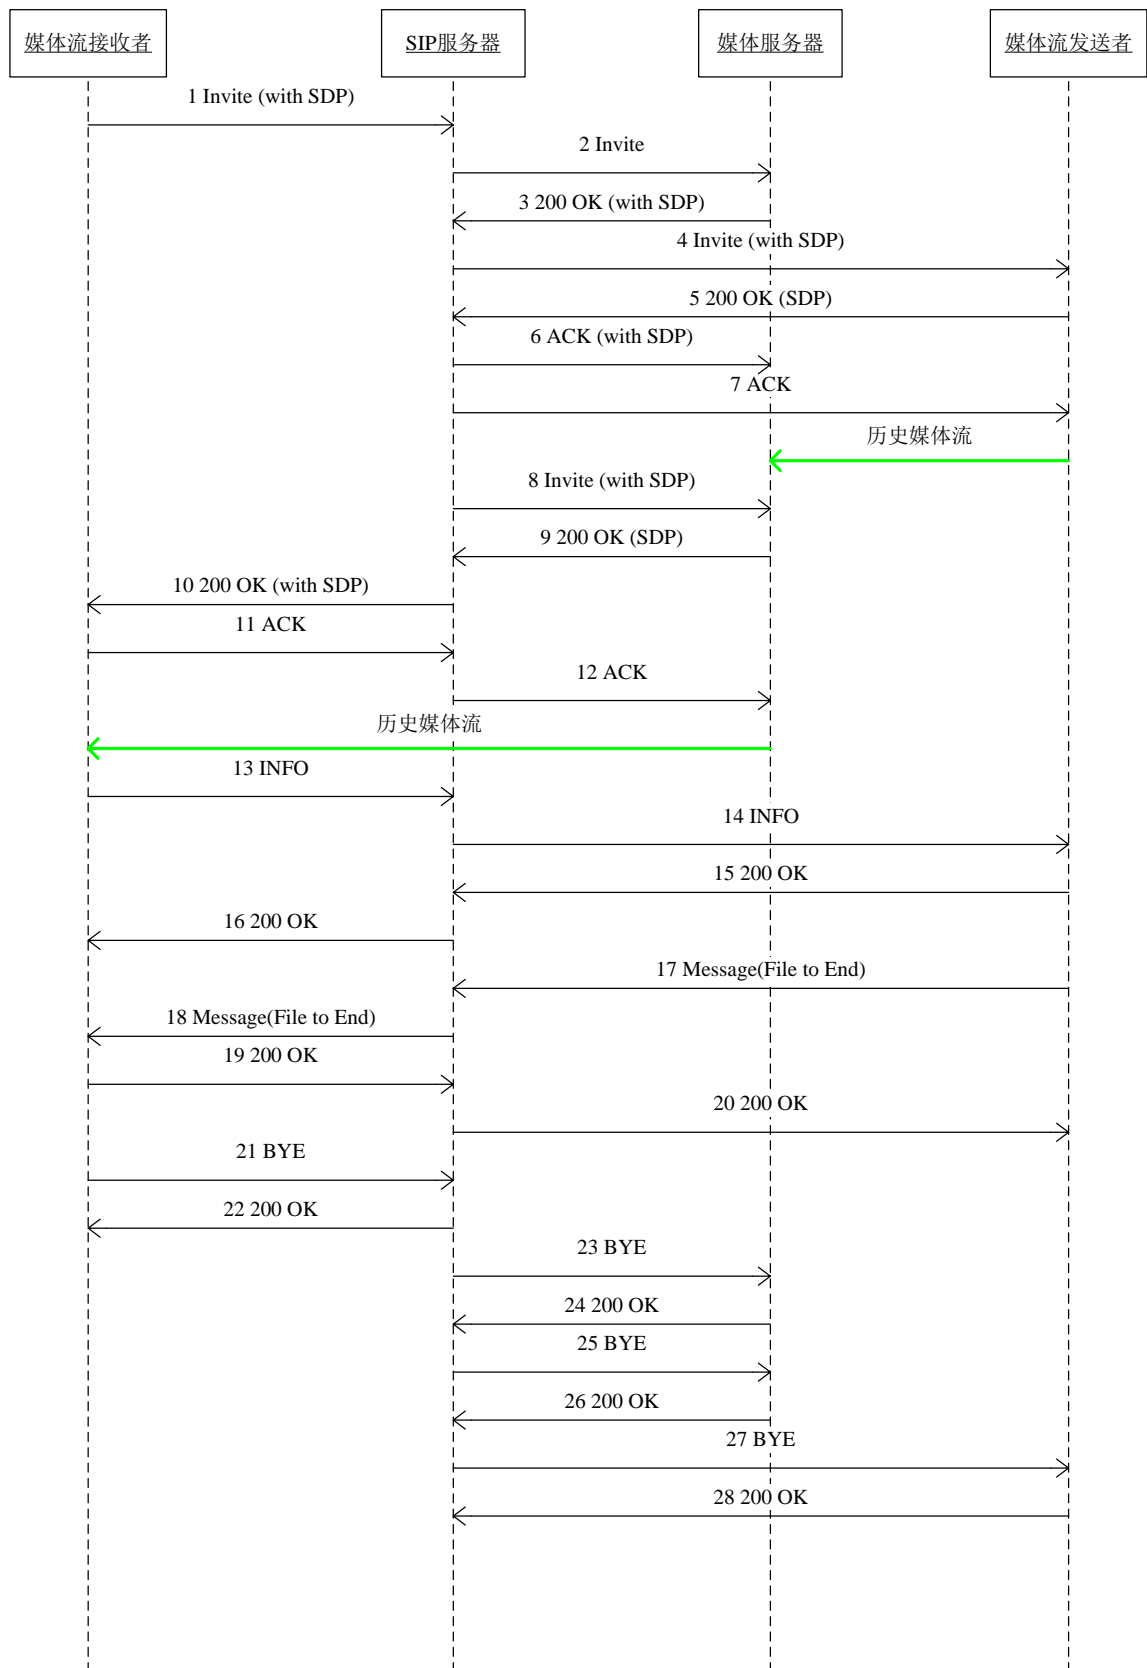 媒体流接收者
SIP服务器
媒体服务器
媒体流发送者
1 Invite (with SDP)
2 Invite
3 200 OK (with SDP)
4 Invite (with SDP)
5 200 OK (SDP)
6 ACK (with SDP)
7 ACK
历史媒体流
8 Invite (with SDP)
9 200 OK (SDP)
10 200 OK (with SDP)
11 ACK
12 ACK
历史媒体流
13 INFO
14 INFO
15 200 OK
16 200 OK
17 Message(File to End)
18 Message(File to End)
19 200 OK
20 200 OK
21 BYE
22 200 OK
23 BYE
24 200 OK
25 BYE
26 200 OK
27 BYE
28 200 OK